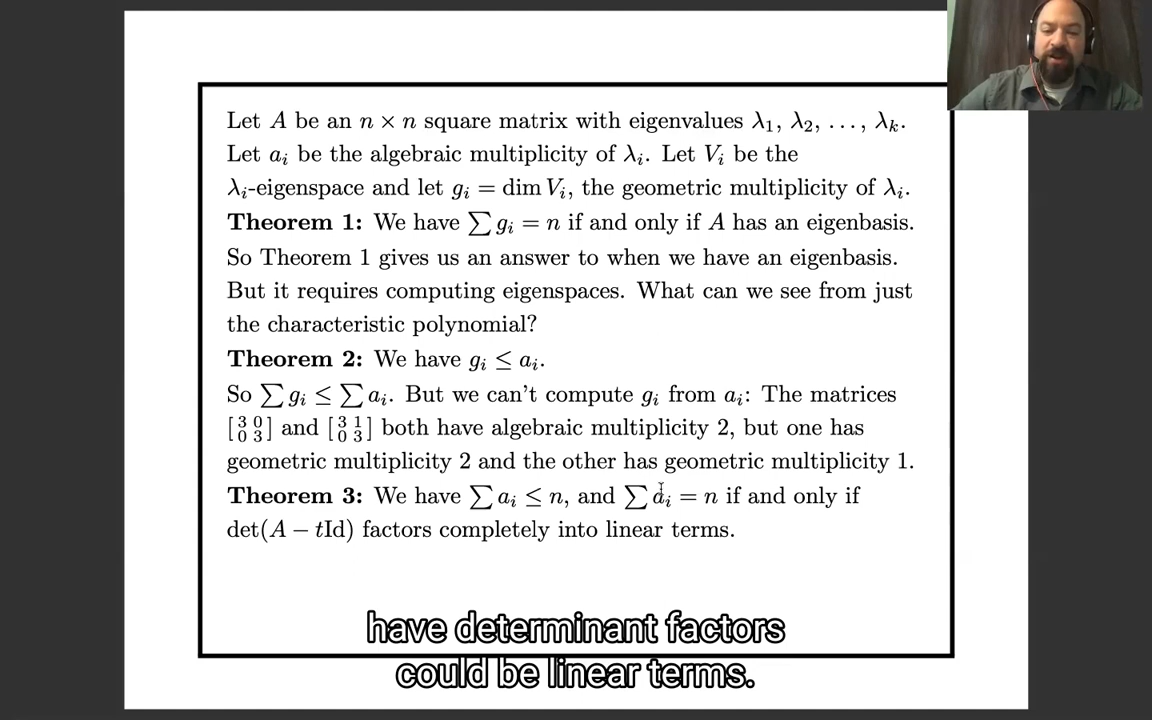 Let A be an n × n square matrix with eigenvalues λ₁, λ₂, ..., λₖ.
Let aᵢ be the algebraic multiplicity of λᵢ. Let Vᵢ be the
λᵢ-eigenspace and let gᵢ = dim Vᵢ, the geometric multiplicity of λᵢ.
Theorem 1: We have ∑ gᵢ = n if and only if A has an eigenbasis.
So Theorem 1 gives us an answer to when we have an eigenbasis.
But it requires computing eigenspaces. What can we see from just
the characteristic polynomial?
Theorem 2: We have gᵢ ≤ aᵢ.
So ∑ gᵢ ≤ ∑ aᵢ. But we can't compute gᵢ from aᵢ: The matrices
[3 0 0 3] and [3 1 0 3] both have algebraic multiplicity 2, but one has
geometric multiplicity 2 and the other has geometric multiplicity 1.
Theorem 3: We have ∑ aᵢ ≤ n, and ∑ aᵢ = n if and only if
det(A − tId) factors completely into linear terms.
have determinant factors
could be linear terms.